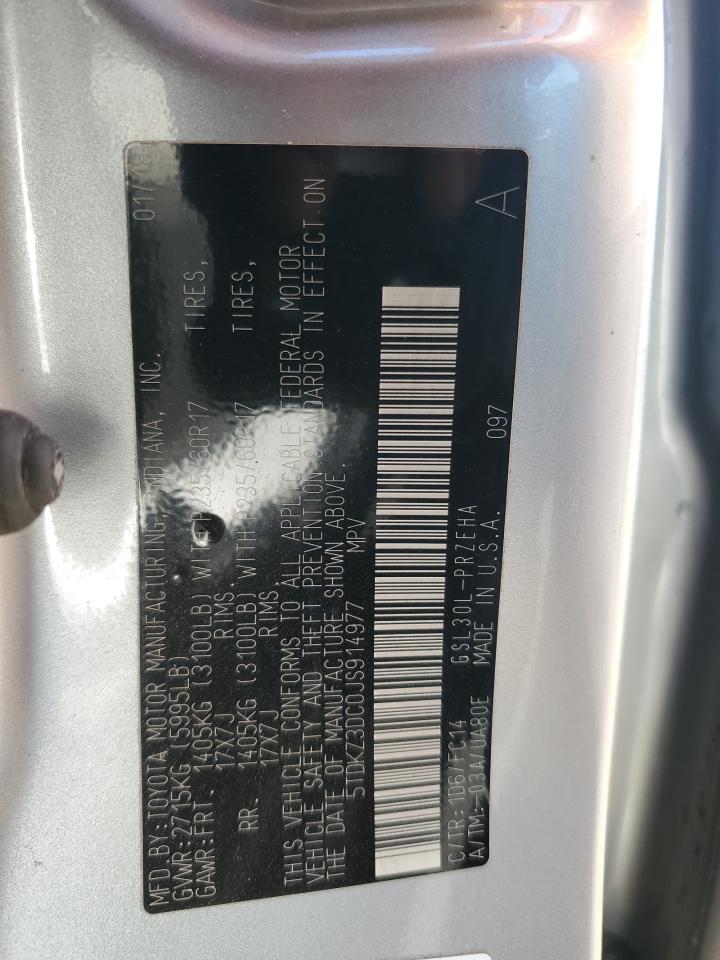 MFD.BY:TOYOTA MOTOR MANUFACTURING, INDIANA, INC. 01/18
GVWR:2715KG (5995LB)
GAWR:FRT. 1405KG (3100LB) WITH P235/60R17 TIRES,
17X7J RIMS.
RR. 1405KG (3100LB) WITH P235/60R17 TIRES,
17X7J RIMS.
THIS VEHICLE CONFORMS TO ALL APPLICABLE FEDERAL MOTOR
VEHICLE SAFETY AND THEFT PREVENTION STANDARDS IN EFFECT ON
THE DATE OF MANUFACTURE SHOWN ABOVE.
5TDKZ3DC0JS914977 MPV
C/TR:1D6/FC14 GSL30L-PRZEHA 097 A
A/TM:-03A/UA80E MADE IN U.S.A.